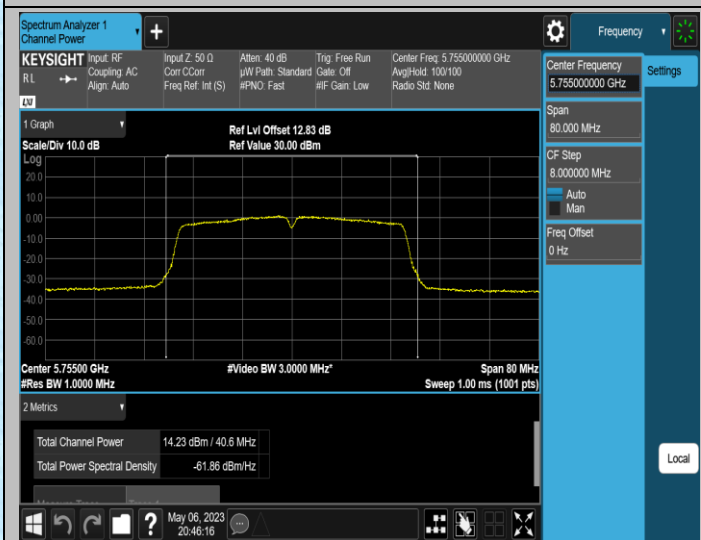 Spectrum Analyzer 1
Channel Power
+
Frequency
KEYSIGHT
RL
LXI
Input: RF
Coupling: AC
Align: Auto
Input Z: 50 Ω
Corr CCorr
Freq Ref: Int (S)
Atten: 40 dB
µW Path: Standard
#PNO: Fast
Trig: Free Run
Gate: Off
#IF Gain: Low
Center Freq: 5.755000000 GHz
Avg|Hold: 100/100
Radio Std: None
Center Frequency
5.755000000 GHz
Settings
Span
80.000 MHz
CF Step
8.000000 MHz
Auto
Man
Freq Offset
0 Hz
Local
1 Graph
Scale/Div 10.0 dB
Ref Lvl Offset 12.83 dB
Ref Value 30.00 dBm
Log
20.0
10.0
0.00
-10.0
-20.0
-30.0
-40.0
-50.0
-60.0
Center 5.75500 GHz
#Video BW 3.0000 MHz*
Span 80 MHz
#Res BW 1.0000 MHz
Sweep 1.00 ms (1001 pts)
2 Metrics
Total Channel Power 14.23 dBm / 40.6 MHz
Total Power Spectral Density -61.86 dBm/Hz
?
May 06, 2023
20:46:16